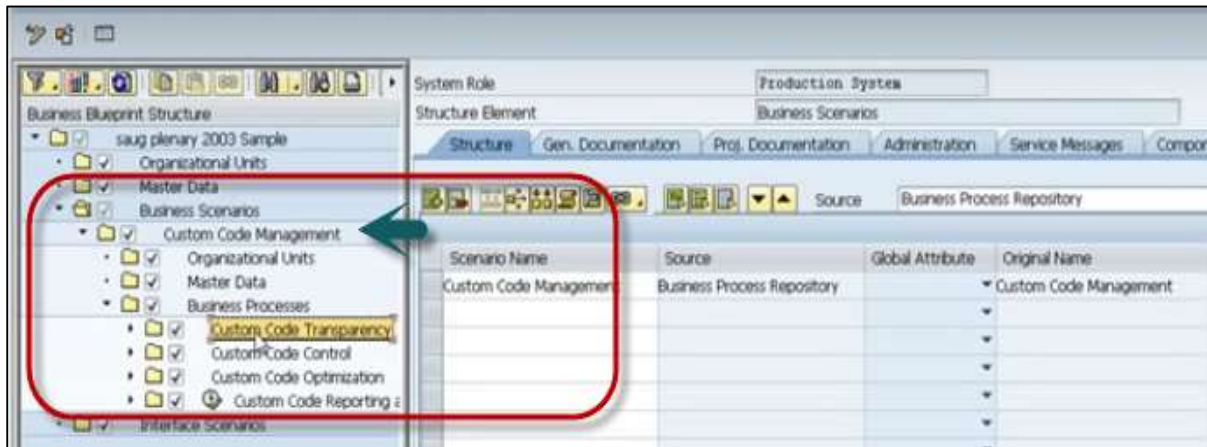 System Role Production System
Business Blueprint Structure
Structure Element Business Scenarios
saug plenary 2003 Sample
Structure Gen. Documentation Proj. Documentation Administration Service Messages Compor
Organizational Units
Master Data
Source Business Process Repository
Business Scenarios
Custom Code Management
Organizational Units
Scenario Name Source Global Attribute Original Name
Master Data
Custom Code Management Business Process Repository Custom Code Management
Business Processes
Custom Code Transparency
Custom Code Control
Custom Code Optimization
Custom Code Reporting a
Interface Scenarios